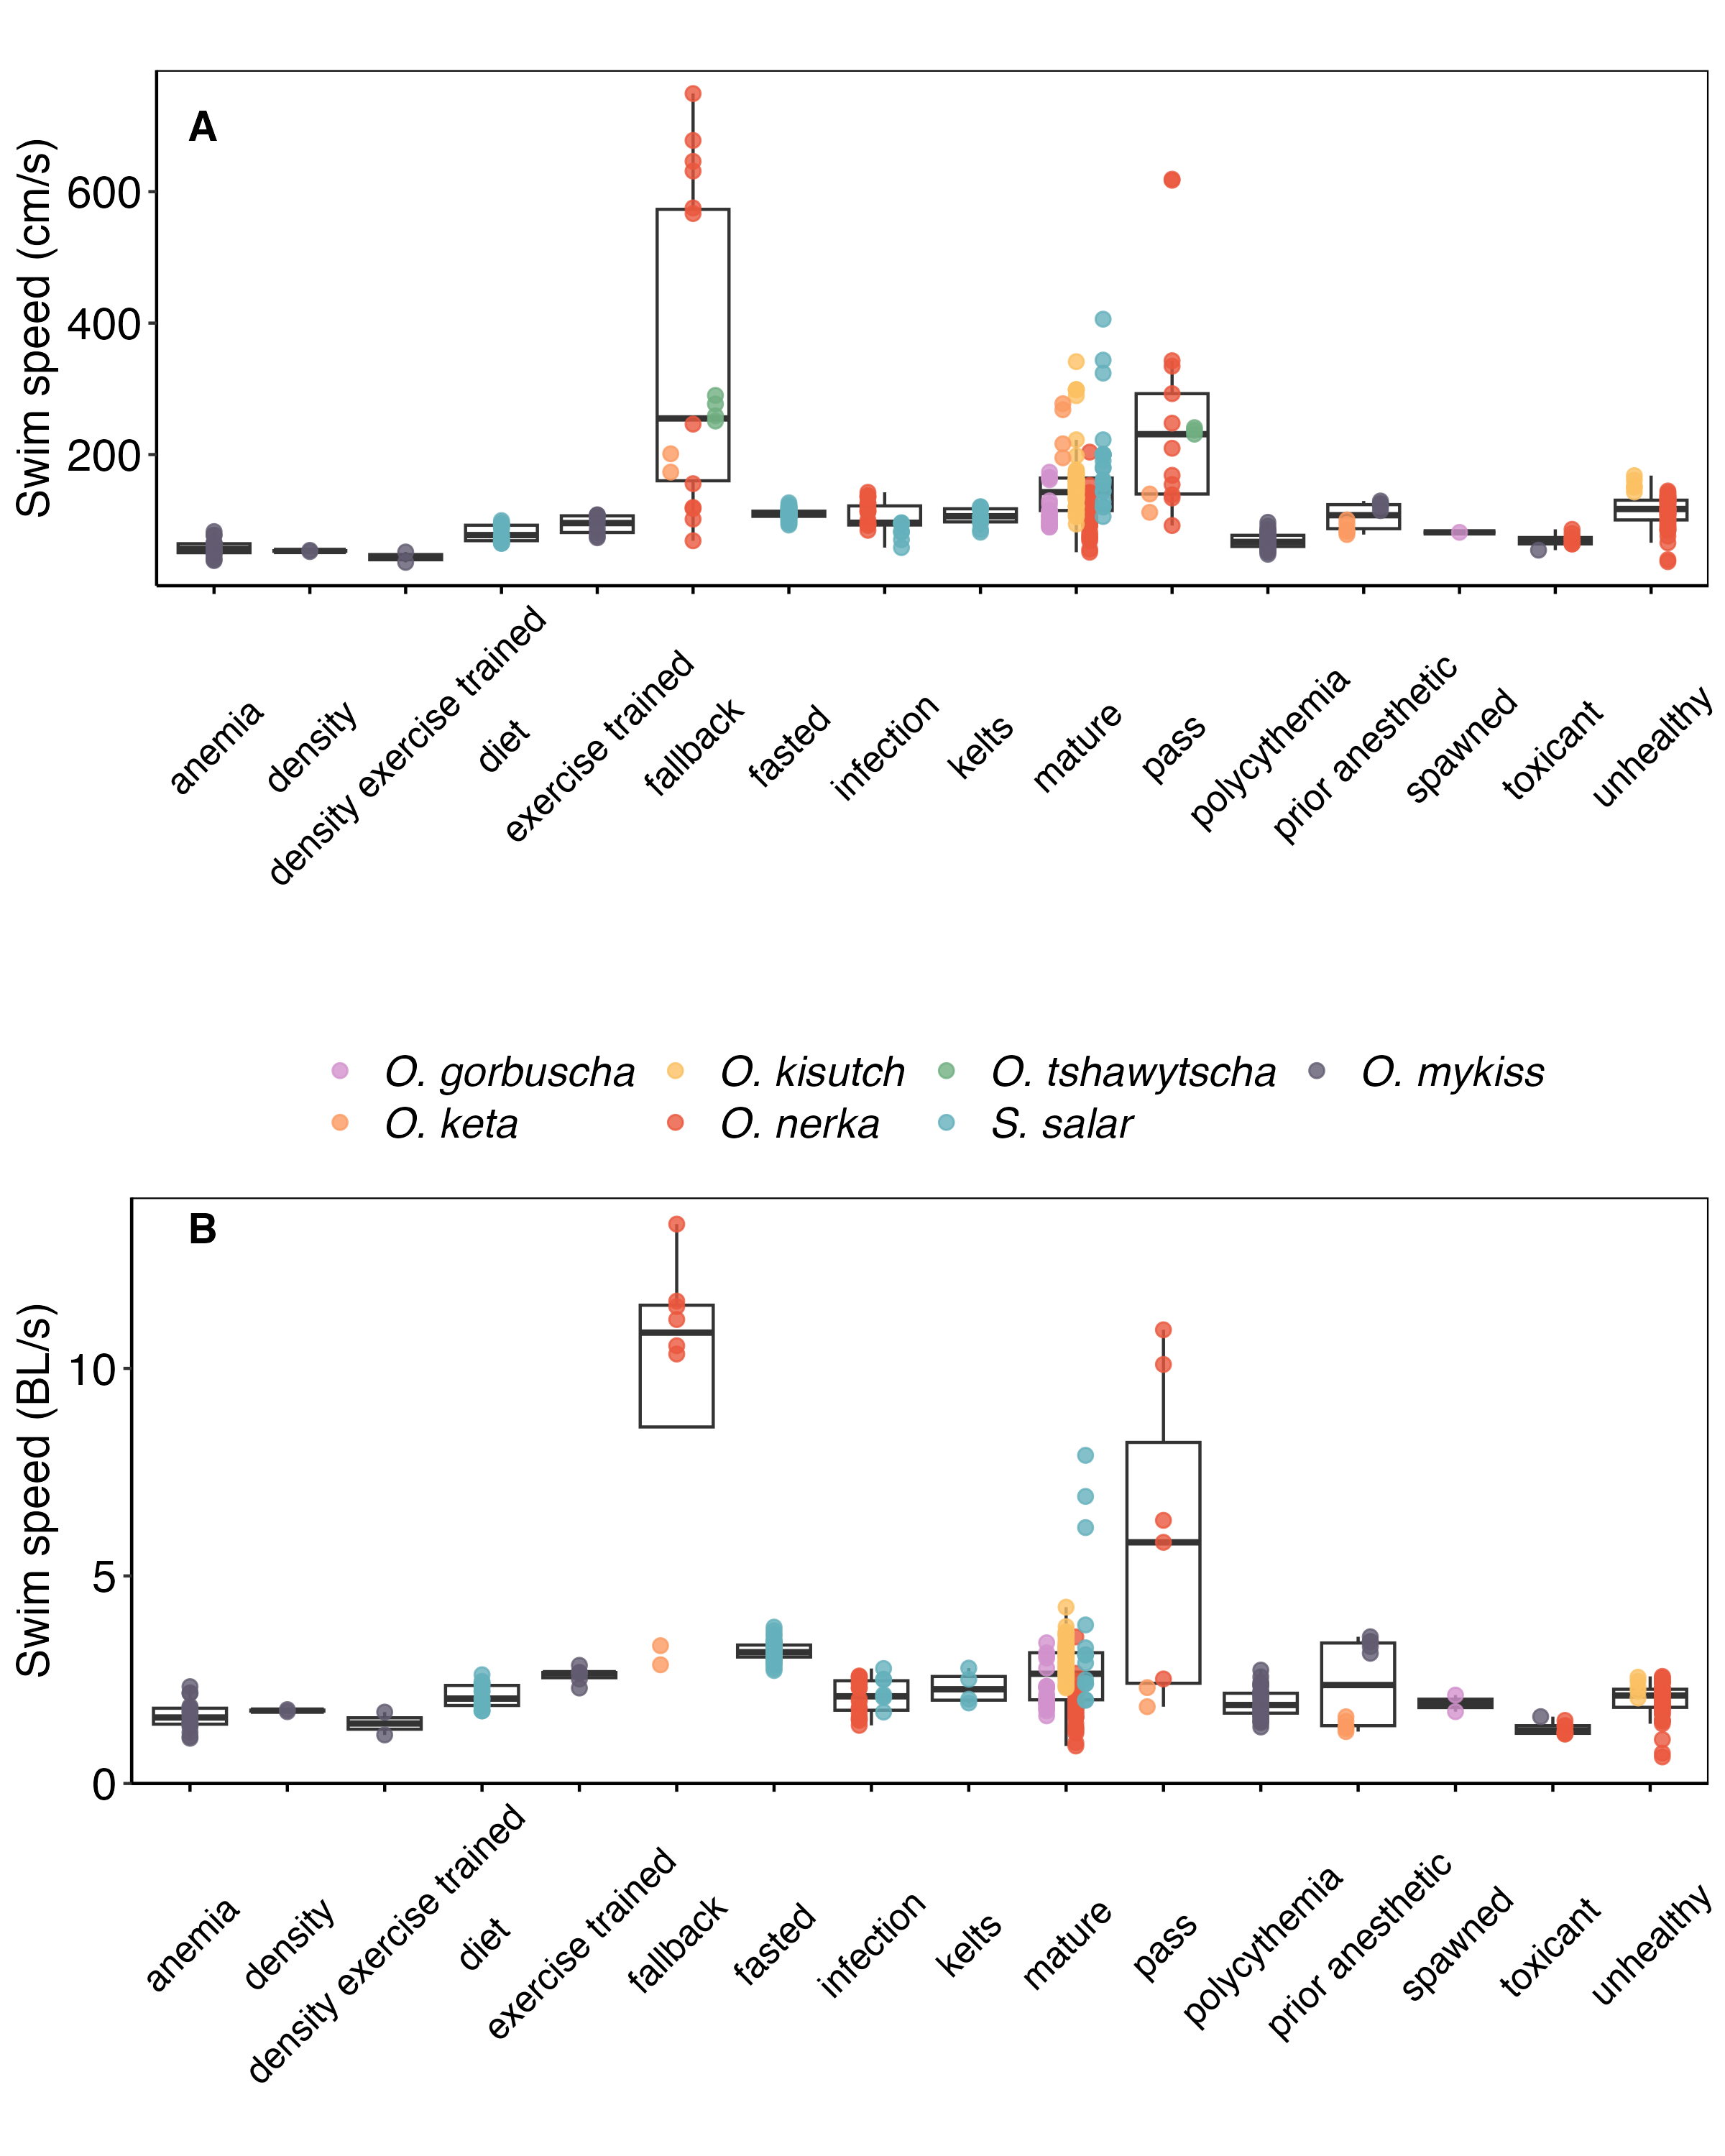 A
Swim speed (cm/s)
600
400
200
anemia
density
density exercise trained
diet
exercise trained
fallback
fasted
infection
kelts
mature
pass
polycythemia
prior anesthetic
spawned
toxicant
unhealthy
O. gorbuscha O. kisutch O. tshawytscha O. mykiss
O. keta O. nerka S. salar
B
Swim speed (BL/s)
10
5
0
anemia
density
density exercise trained
diet
exercise trained
fallback
fasted
infection
kelts
mature
pass
polycythemia
prior anesthetic
spawned
toxicant
unhealthy